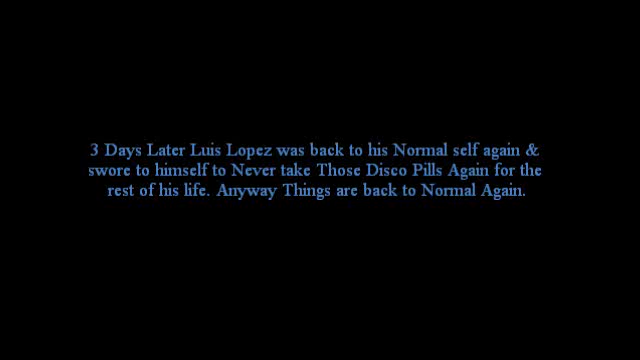 3 Days Later Luis Lopez was back to his Normal self again &
swore to himself to Never take Those Disco Pills Again for the
rest of his life. Anyway Things are back to Normal Again.